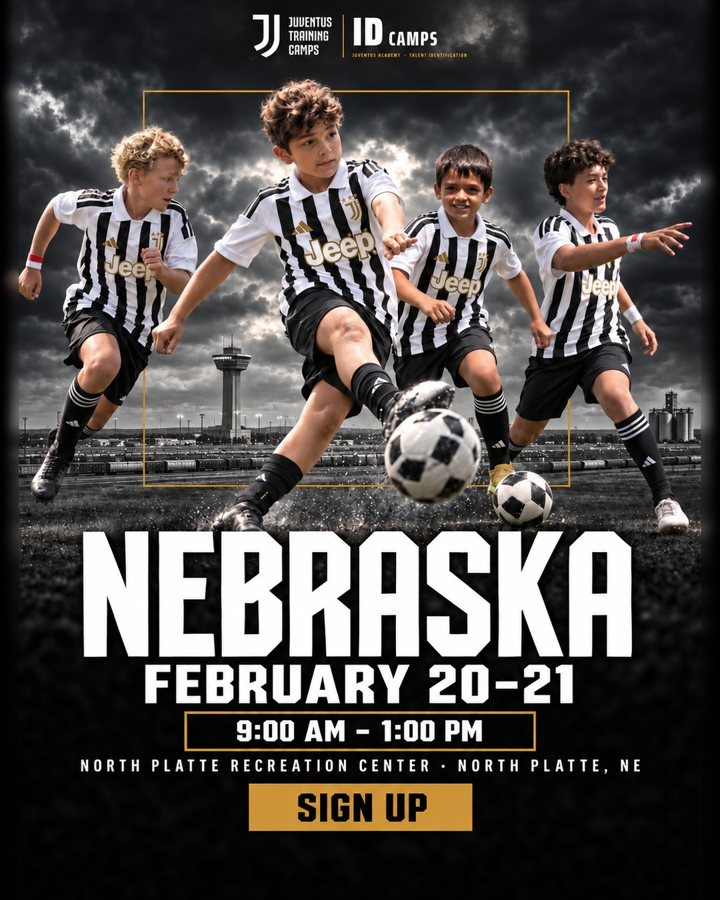 JUVENTUS
TRAINING
CAMPS
ID CAMPS
JUVENTUS ACADEMY - TALENT IDENTIFICATION
Jeep
Jeep
Jeep
Jeep
NEBRASKA
FEBRUARY 20-21
9:00 AM - 1:00 PM
NORTH PLATTE RECREATION CENTER · NORTH PLATTE, NE
SIGN UP